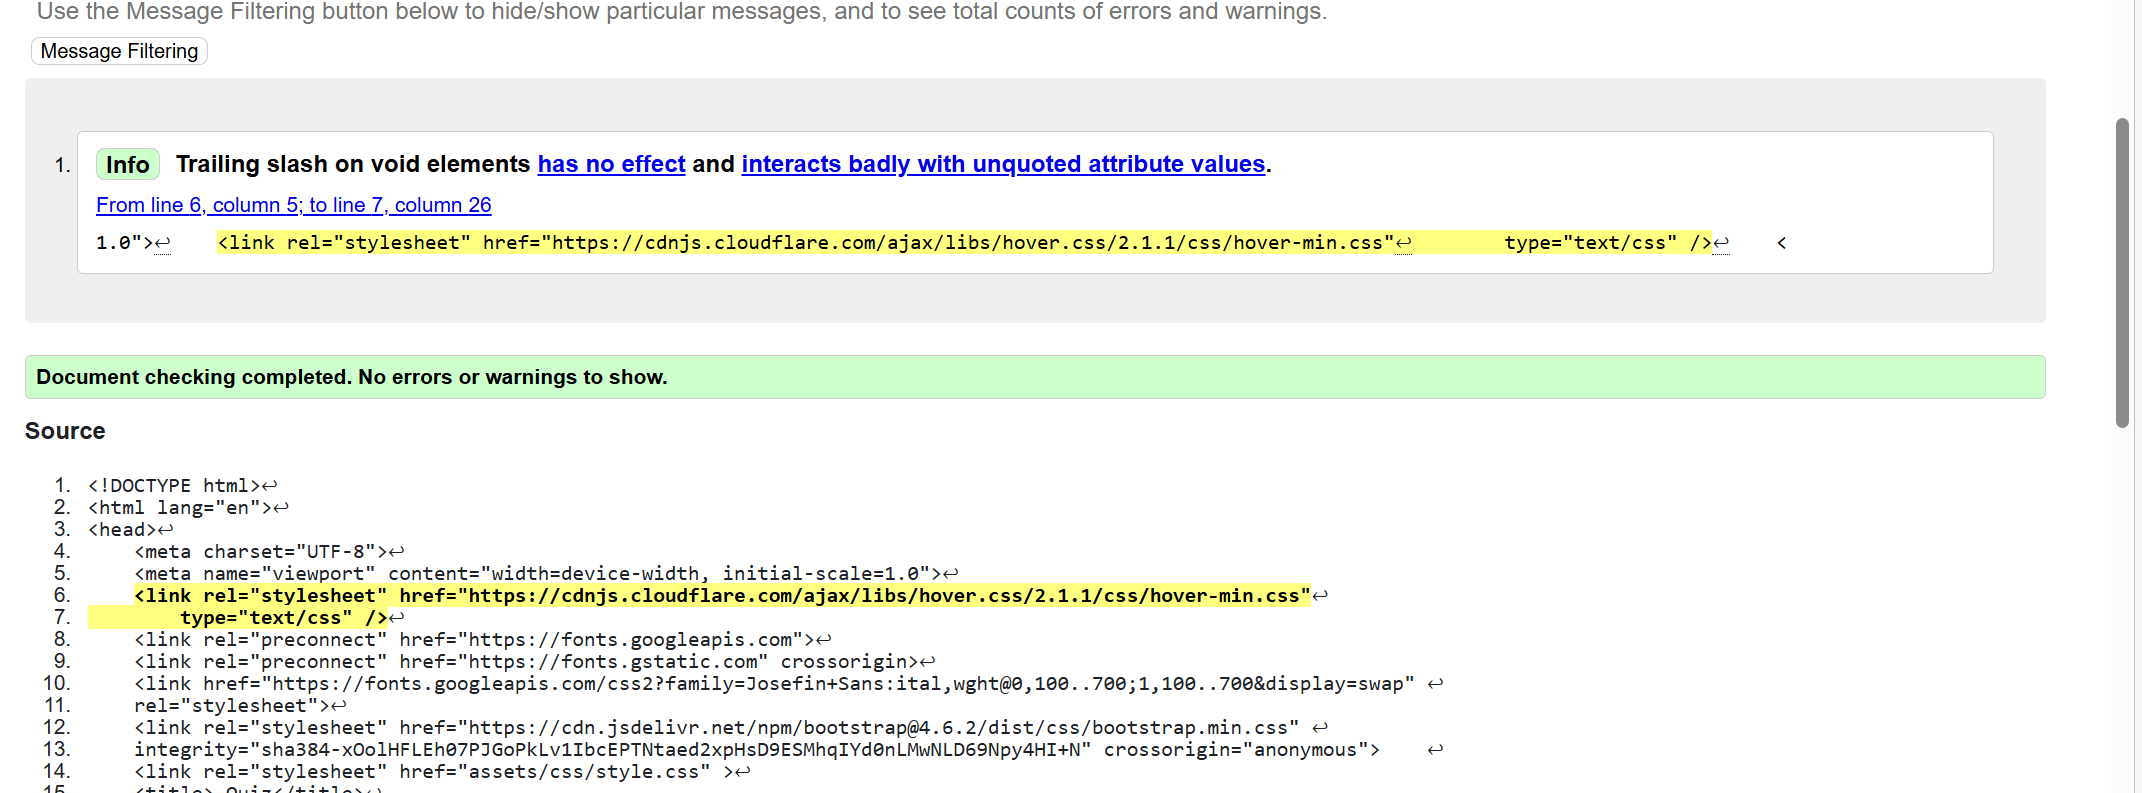 Use the Message Filtering button below to hide/show particular messages, and to see total counts of errors and warnings.
Message Filtering
1. Info Trailing slash on void elements has no effect and interacts badly with unquoted attribute values.
From line 6, column 5; to line 7, column 26
1.0">↩    <link rel="stylesheet" href="https://cdnjs.cloudflare.com/ajax/libs/hover.css/2.1.1/css/hover-min.css"↩        type="text/css" />↩    <
Document checking completed. No errors or warnings to show.
Source
1. <!DOCTYPE html>↩
2. <html lang="en">↩
3. <head>↩
4.     <meta charset="UTF-8">↩
5.     <meta name="viewport" content="width=device-width, initial-scale=1.0">↩
6.     <link rel="stylesheet" href="https://cdnjs.cloudflare.com/ajax/libs/hover.css/2.1.1/css/hover-min.css"↩
7.         type="text/css" />↩
8.     <link rel="preconnect" href="https://fonts.googleapis.com">↩
9.     <link rel="preconnect" href="https://fonts.gstatic.com" crossorigin>↩
10.     <link href="https://fonts.googleapis.com/css2?family=Josefin+Sans:ital,wght@0,100..700;1,100..700&display=swap" ↩
11.     rel="stylesheet">↩
12.     <link rel="stylesheet" href="https://cdn.jsdelivr.net/npm/bootstrap@4.6.2/dist/css/bootstrap.min.css" ↩
13.     integrity="sha384-xOolHFLEh07PJGoPkLv1IbcEPTNtaed2xpHsD9ESMhqIYd0nLMwNLD69Npy4HI+N" crossorigin="anonymous">    ↩
14.     <link rel="stylesheet" href="assets/css/style.css" >↩
15.     <title> Quiz</title>↩